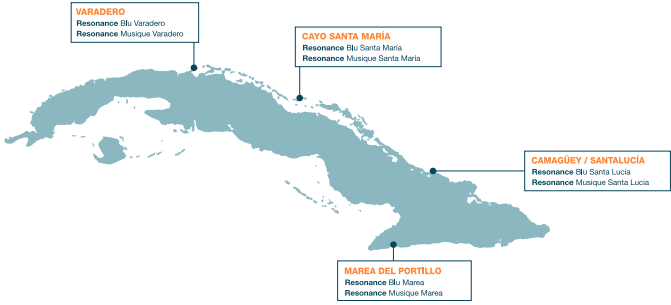 VARADERO
Resonance Blu Varadero
Resonance Musique Varadero
CAYO SANTA MARÍA
Resonance Blu Santa María
Resonance Musique Santa María
CAMAGÜEY / SANTALUCÍA
Resonance Blu Santa Lucía
Resonance Musique Santa Lucia
MAREA DEL PORTILLO
Resonance Blu Marea
Resonance Musique Marea